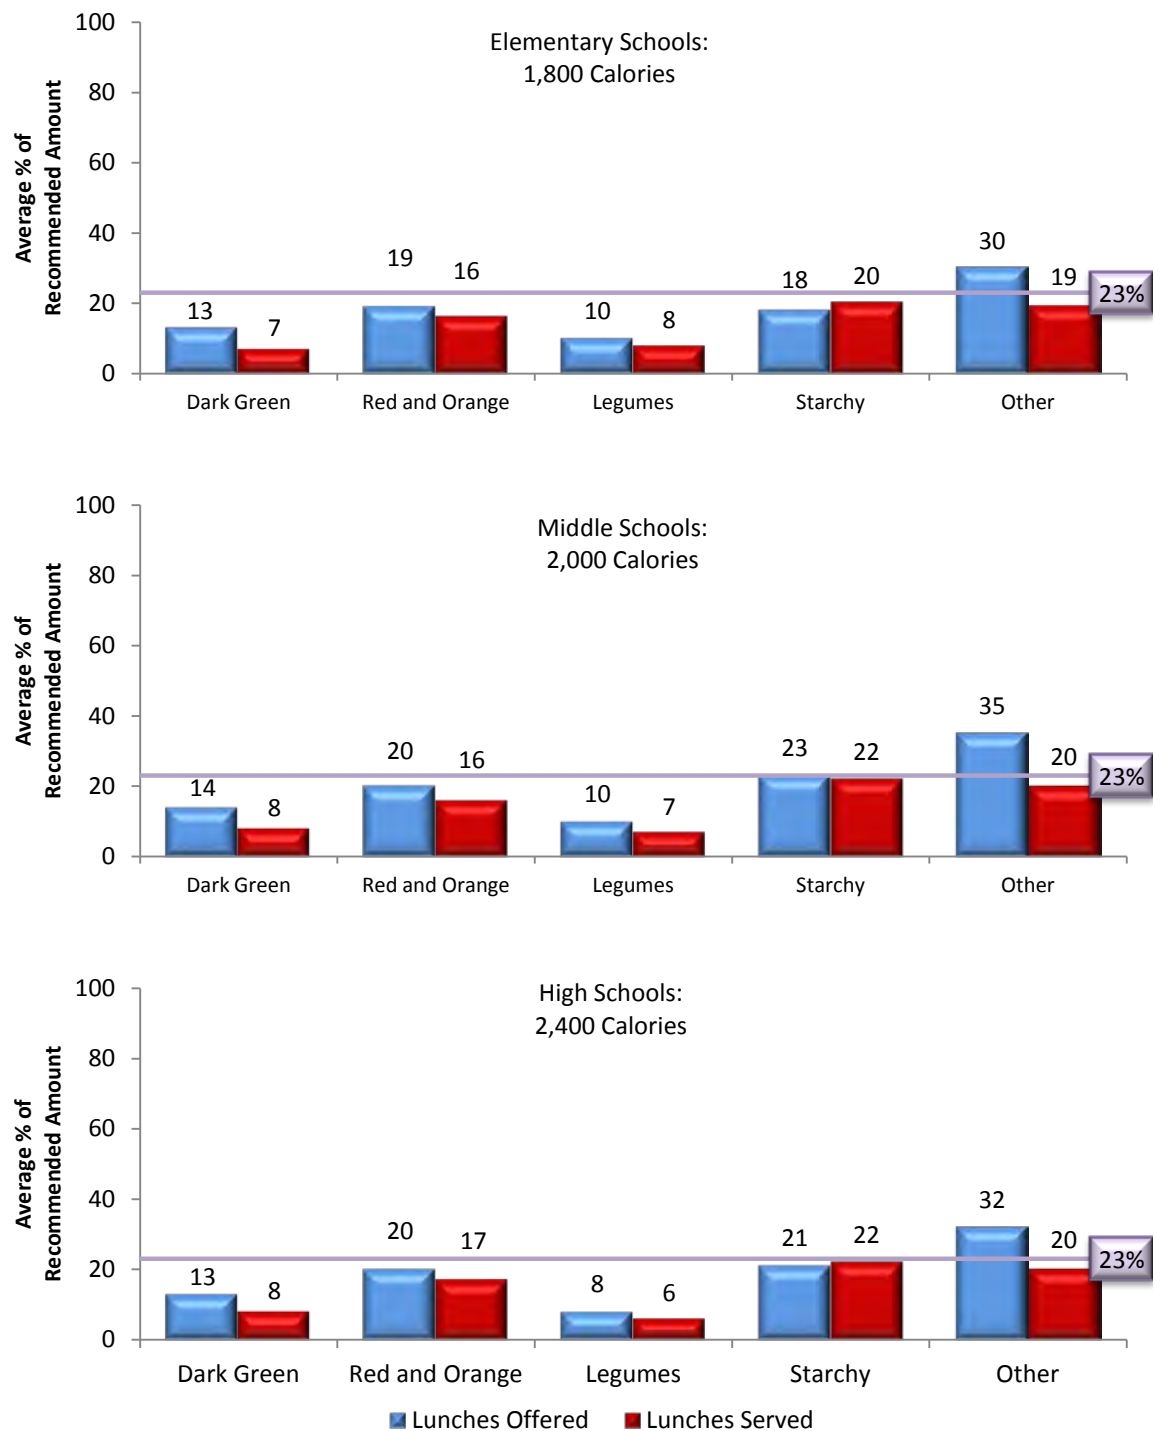 Elementary Schools:
1,800 Calories
Average % of
Recommended Amount
100
80
60
40
20
0
13
7
19
16
10
8
18
20
30
19
23%
Dark Green
Red and Orange
Legumes
Starchy
Other
Middle Schools:
2,000 Calories
Average % of
Recommended Amount
100
80
60
40
20
0
14
8
20
16
10
7
23
22
35
20
23%
Dark Green
Red and Orange
Legumes
Starchy
Other
High Schools:
2,400 Calories
Average % of
Recommended Amount
100
80
60
40
20
0
13
8
20
17
8
6
21
22
32
20
23%
Dark Green
Red and Orange
Legumes
Starchy
Other
Lunches Offered
Lunches Served